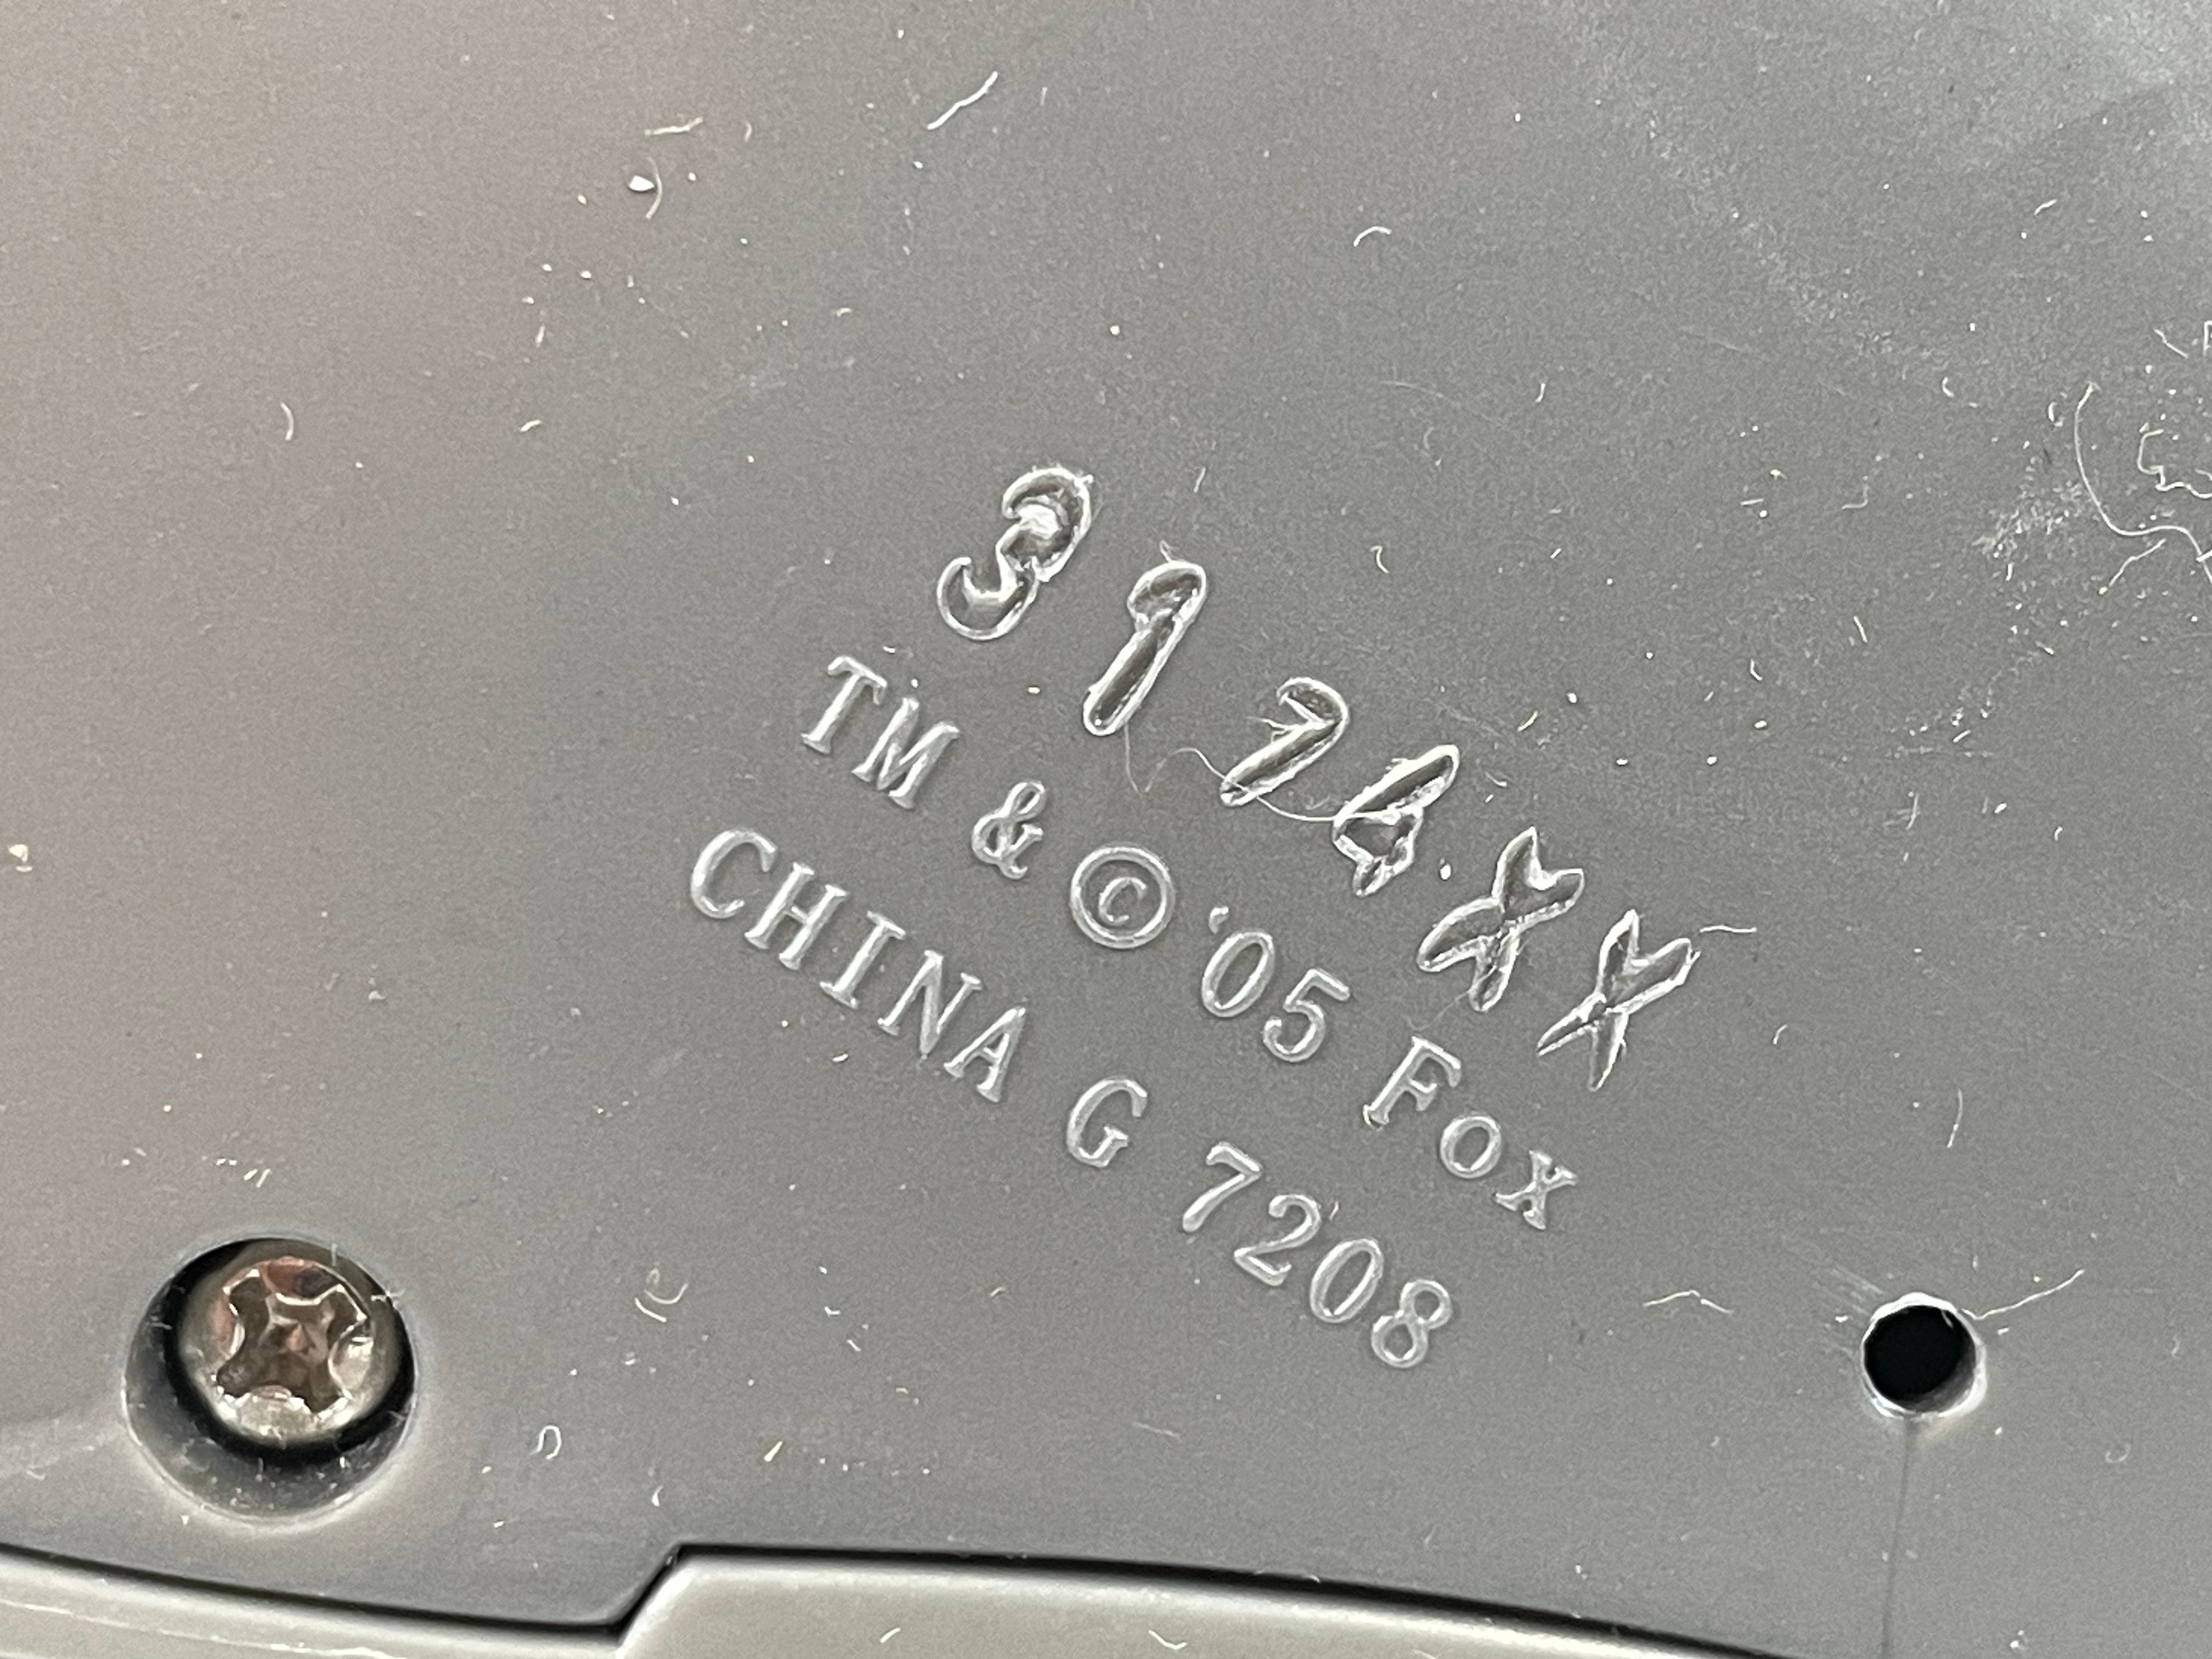 3174XX
TM & © '05 Fox
CHINA G 7208